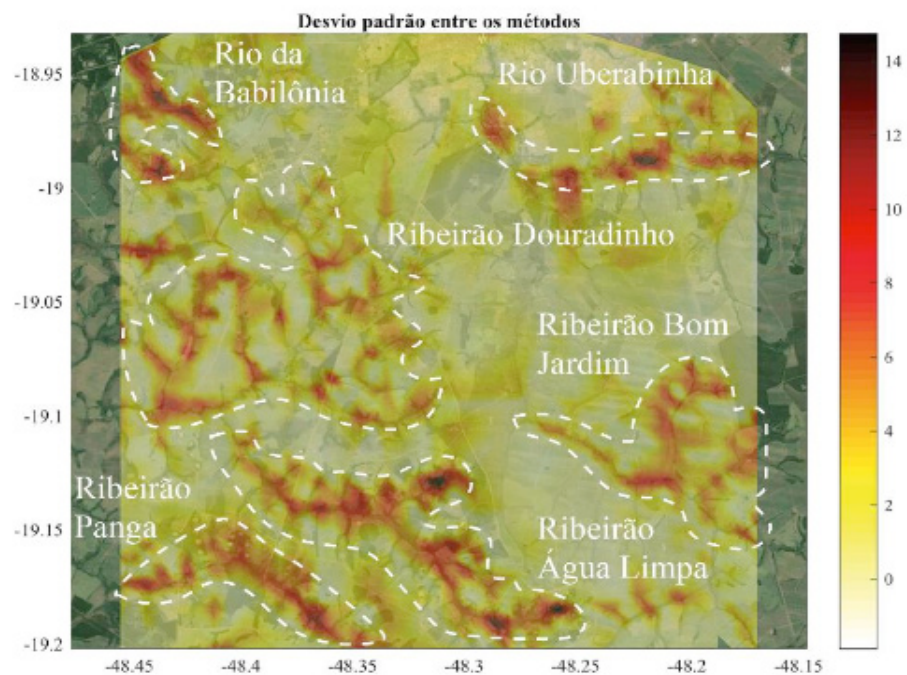 Desvio padrão entre os métodos
-18.95
-19
-19.05
-19.1
-19.15
-19.2
Rio da
Babilônia
Rio Uberabinha
Ribeirão Douradinho
Ribeirão Bom
Jardim
Ribeirão
Panga
Ribeirão
Água Limpa
14
12
10
8
6
4
2
0
-48.45
-48.4
-48.35
-48.3
-48.25
-48.2
-48.15